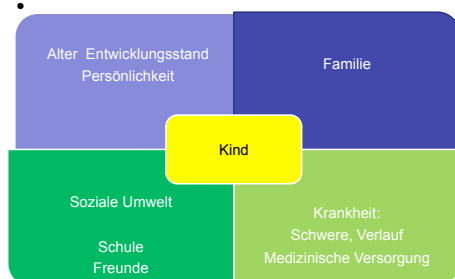 Alter Entwicklungsstand
Persönlichkeit
Familie
Kind
Soziale Umwelt
Schule
Freunde
Krankheit:
Schwere, Verlauf
Medizinische Versorgung